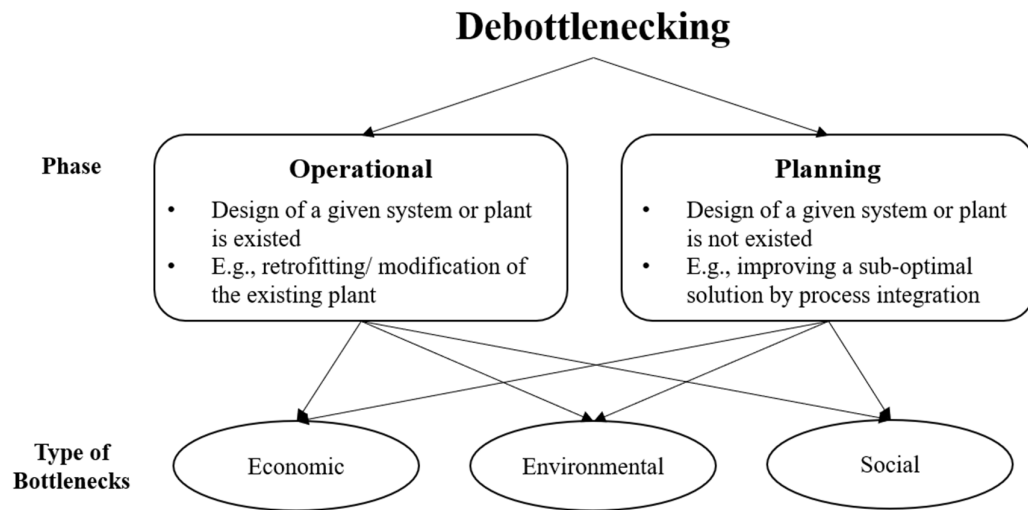 Debottlenecking
Phase
Operational
• Design of a given system or plant
is existed
• E.g., retrofitting/ modification of
the existing plant
Planning
• Design of a given system or plant
is not existed
• E.g., improving a sub-optimal
solution by process integration
Type of
Bottlenecks
Economic
Environmental
Social